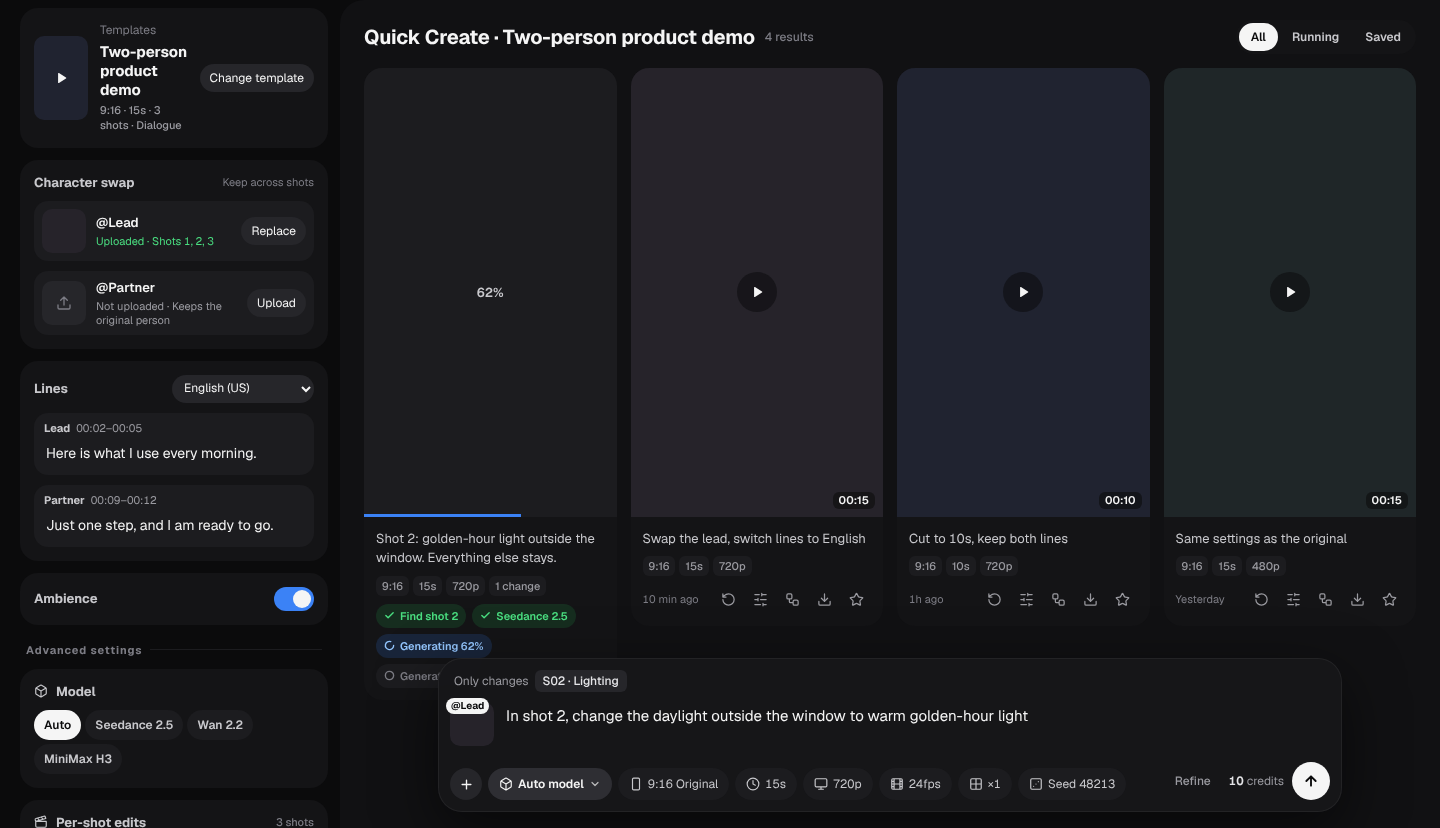 Templates
Two-person
product
demo
9:16 · 15s · 3
shots · Dialogue
Change template
Character swap
Keep across shots
@Lead
Uploaded · Shots 1, 2, 3
Replace
@Partner
Not uploaded · Keeps the
original person
Upload
Lines
English (US)
Lead 00:02–00:05
Here is what I use every morning.
Partner 00:09–00:12
Just one step, and I am ready to go.
Ambience
Advanced settings
Model
Auto
Seedance 2.5
Wan 2.2
MiniMax H3
Per-shot edits
3 shots
Quick Create · Two-person product demo
4 results
All
Running
Saved
62%
Shot 2: golden-hour light outside the
window. Everything else stays.
9:16 15s 720p 1 change
Find shot 2
Seedance 2.5
Generating 62%
00:15
Swap the lead, switch lines to English
9:16 15s 720p
10 min ago
00:10
Cut to 10s, keep both lines
9:16 10s 720p
1h ago
00:15
Same settings as the original
9:16 15s 480p
Yesterday
Only changes
S02 · Lighting
@Lead
In shot 2, change the daylight outside the window to warm golden-hour light
Auto model
9:16 Original
15s
720p
24fps
×1
Seed 48213
Refine
10 credits